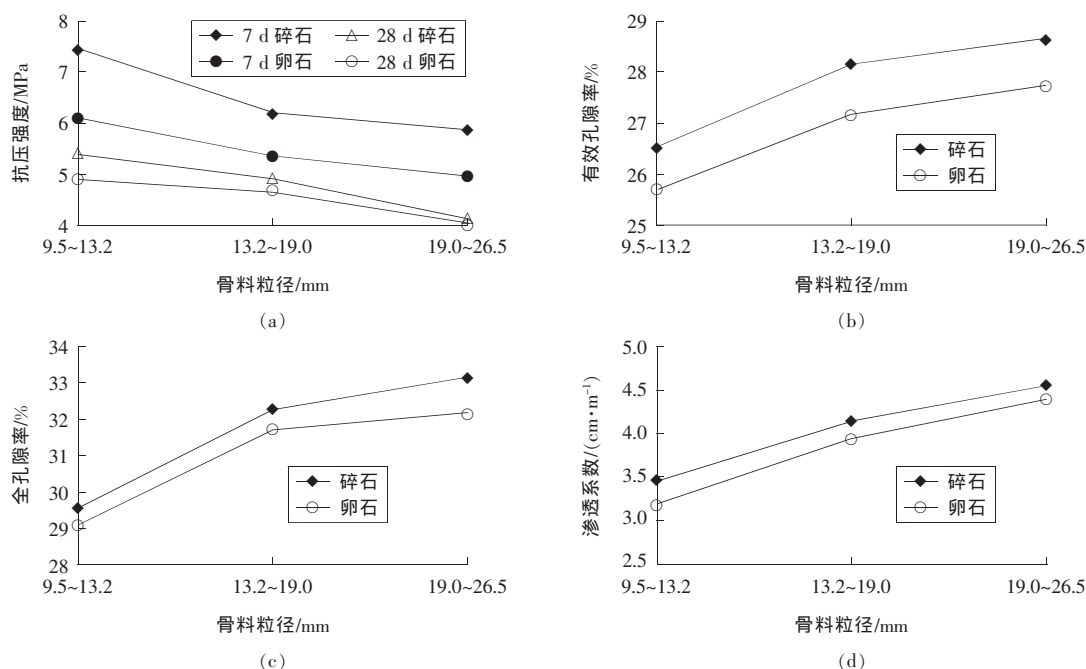 抗压强度/MPa
8
7
6
5
4
7 d 碎石
28 d 碎石
7 d 卵石
28 d 卵石
9.5~13.2
13.2~19.0
19.0~26.5
骨料粒径/mm
(a)
有效孔隙率/%
29
28
27
26
25
碎石
卵石
9.5~13.2
13.2~19.0
19.0~26.5
骨料粒径/mm
(b)
全孔隙率/%
34
33
32
31
30
29
28
碎石
卵石
9.5~13.2
13.2~19.0
19.0~26.5
骨料粒径/mm
(c)
渗透系数/(cm·m⁻¹)
5.0
4.5
4.0
3.5
3.0
2.5
碎石
卵石
9.5~13.2
13.2~19.0
19.0~26.5
骨料粒径/mm
(d)